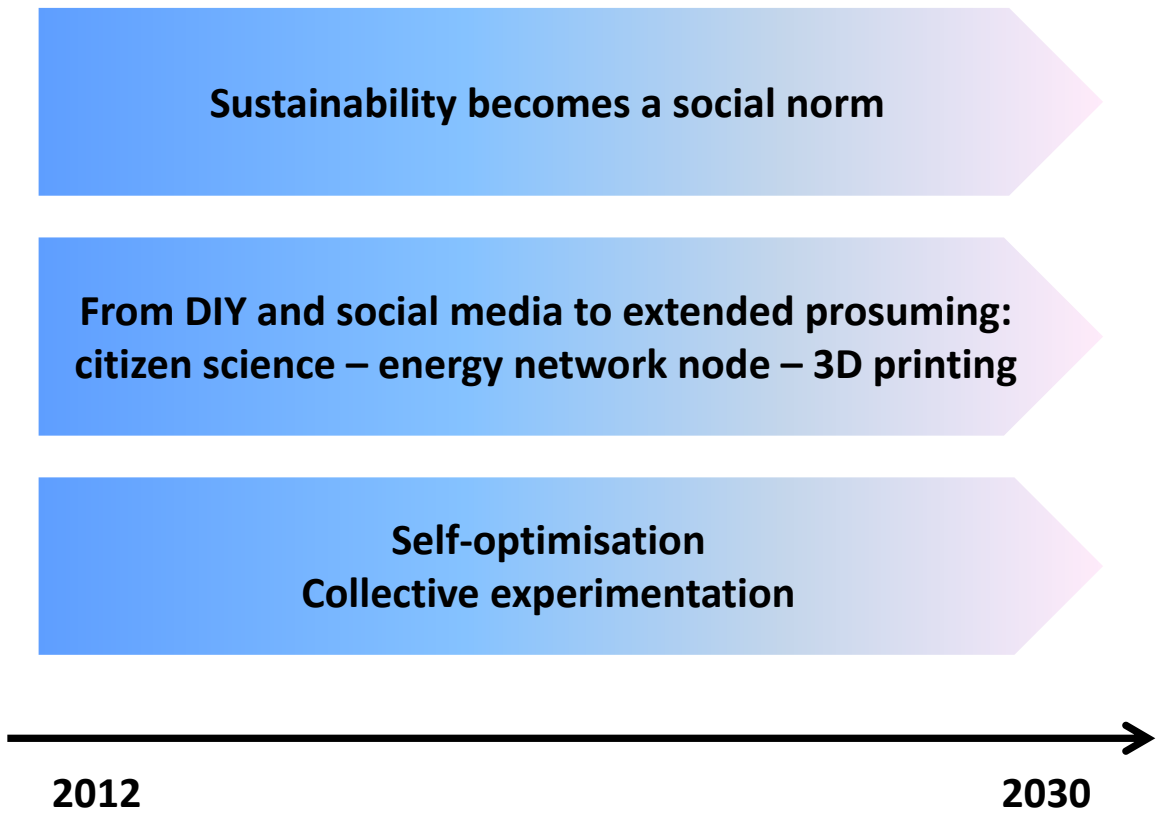 Sustainability becomes a social norm
From DIY and social media to extended prosuming:
citizen science – energy network node – 3D printing
Self-optimisation
Collective experimentation
2012
2030